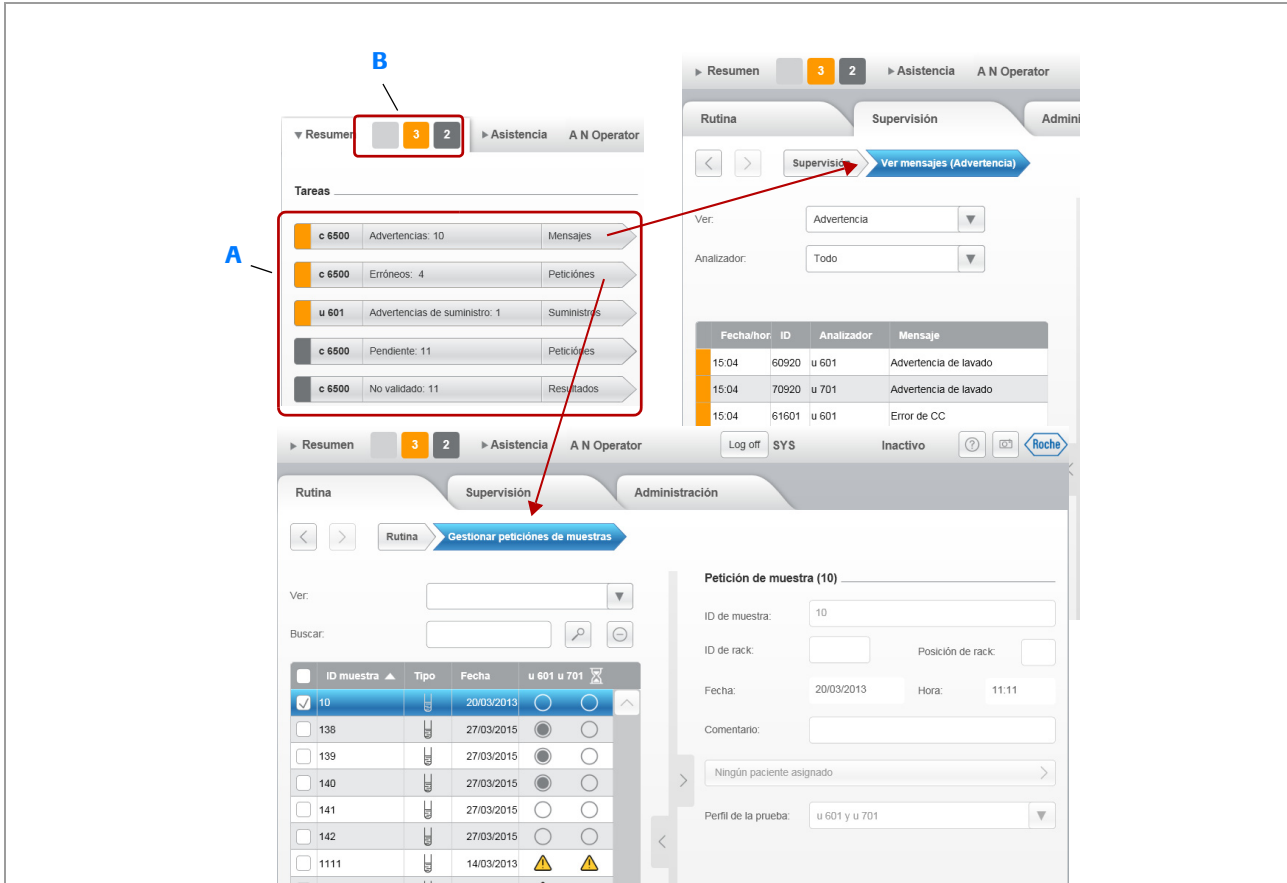 B
▶ Resumen 3 2 ▶ Asistencia A N Operator
Rutina Supervisión Admini
Supervisión Ver mensajes (Advertencia)
Ver: Advertencia
Analizador: Todo
Fecha/hor ID Analizador Mensaje
15:04 60920 u 601 Advertencia de lavado
15:04 70920 u 701 Advertencia de lavado
15:04 61601 u 601 Error de CC
▼ Resumen 3 2 ▶ Asistencia A N Operator
Tareas
A
c 6500 Advertencias: 10 Mensajes
c 6500 Erróneos: 4 Peticiónes
u 601 Advertencias de suministro: 1 Suministros
c 6500 Pendiente: 11 Peticiónes
c 6500 No validado: 11 Resultados
▶ Resumen 3 2 ▶ Asistencia A N Operator Log off SYS Inactivo ? Roche
Rutina Supervisión Administración
Rutina Gestionar peticiónes de muestras
Ver:
Buscar:
ID muestra Tipo Fecha u 601 u 701
10 20/03/2013
138 27/03/2015
139 27/03/2015
140 27/03/2015
141 27/03/2015
142 27/03/2015
1111 14/03/2013
Petición de muestra (10)
ID de muestra: 10
ID de rack: Posición de rack:
Fecha: 20/03/2013 Hora: 11:11
Comentario:
Ningún paciente asignado
Perfil de la prueba: u 601 y u 701